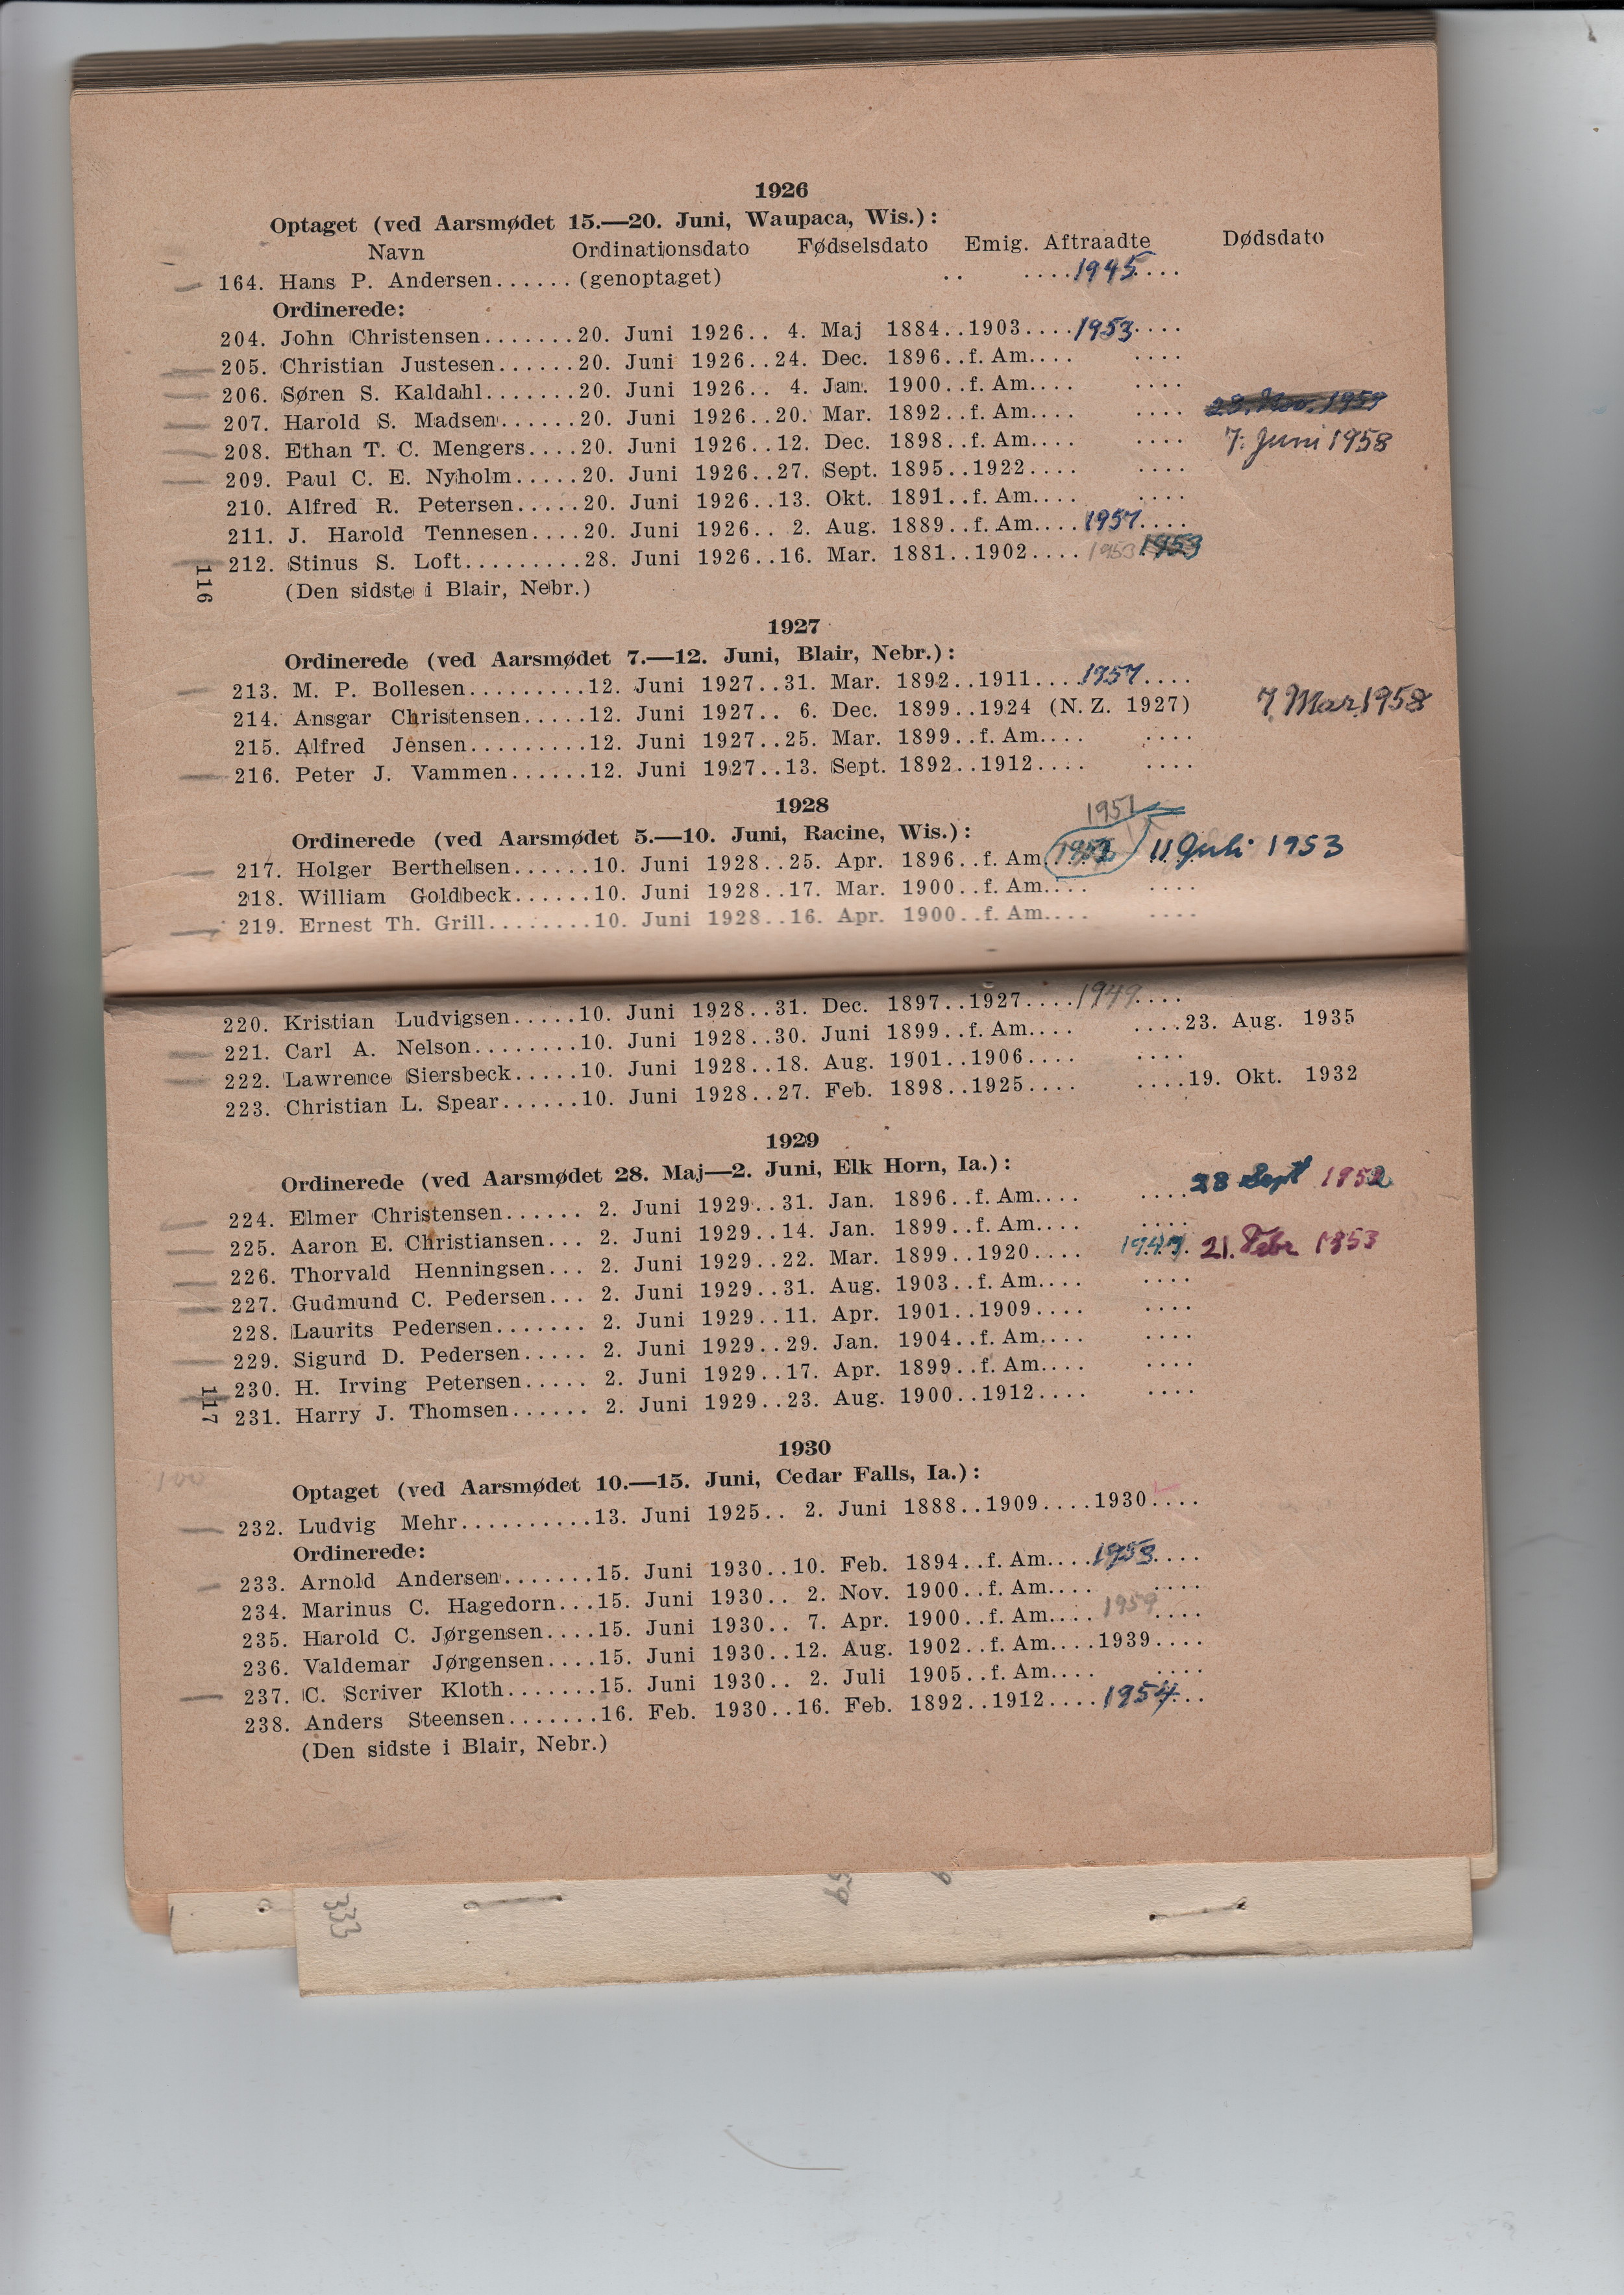 1926
Optaget (ved Aarsmødet 15.—20. Juni, Waupaca, Wis.):
Navn Ordinationsdato Fødselsdato Emig. Aftraadte Dødsdato
164. Hans P. Andersen......(genoptaget) .. ....1945....
Ordinerede:
204. John Christensen.......20. Juni 1926.. 4. Maj 1884..1903....1953....
205. Christian Justesen......20. Juni 1926..24. Dec. 1896..f. Am.... ....
206. Søren S. Kaldahl.......20. Juni 1926.. 4. Jan. 1900..f. Am.... ....
207. Harold S. Madsen......20. Juni 1926..20. Mar. 1892..f. Am.... ....
208. Ethan T. C. Mengers....20. Juni 1926..12. Dec. 1898..f. Am.... .... 7. Juni 1958
209. Paul C. E. Nyholm.....20. Juni 1926..27. Sept. 1895..1922.... ....
210. Alfred R. Petersen.....20. Juni 1926..13. Okt. 1891..f. Am.... ....
211. J. Harold Tennesen....20. Juni 1926.. 2. Aug. 1889..f. Am....1957....
212. Stinus S. Loft.........28. Juni 1926..16. Mar. 1881..1902....1953 1953
(Den sidste i Blair, Nebr.)
116
1927
Ordinerede (ved Aarsmødet 7.—12. Juni, Blair, Nebr.):
213. M. P. Bollesen.........12. Juni 1927..31. Mar. 1892..1911....1957....
214. Ansgar Christensen.....12. Juni 1927.. 6. Dec. 1899..1924 (N. Z. 1927) 7. Mar. 1958
215. Alfred Jensen.........12. Juni 1927..25. Mar. 1899..f. Am.... ....
216. Peter J. Vammen......12. Juni 1927..13. Sept. 1892..1912.... ....
1928
1951
Ordinerede (ved Aarsmødet 5.—10. Juni, Racine, Wis.):
217. Holger Berthelsen......10. Juni 1928..25. Apr. 1896..f. Am. 11 Juli 1953
218. William Goldbeck......10. Juni 1928..17. Mar. 1900..f. Am.... ....
219. Ernest Th. Grill........10. Juni 1928..16. Apr. 1900..f. Am.... ....
220. Kristian Ludvigsen.....10. Juni 1928..31. Dec. 1897..1927....1949....
221. Carl A. Nelson........10. Juni 1928..30. Juni 1899..f. Am.... ....23. Aug. 1935
222. Lawrence Siersbeck.....10. Juni 1928..18. Aug. 1901..1906.... ....
223. Christian L. Spear......10. Juni 1928..27. Feb. 1898..1925.... ....19. Okt. 1932
1929
Ordinerede (ved Aarsmødet 28. Maj—2. Juni, Elk Horn, Ia.):
224. Elmer Christensen...... 2. Juni 1929..31. Jan. 1896..f. Am.... ....28 Sept 1952
225. Aaron E. Christiansen... 2. Juni 1929..14. Jan. 1899..f. Am.... ....
226. Thorvald Henningsen... 2. Juni 1929..22. Mar. 1899..1920.... 1949. 21. Febr 1953
227. Gudmund C. Pedersen... 2. Juni 1929..31. Aug. 1903..f. Am.... ....
228. Laurits Pedersen....... 2. Juni 1929..11. Apr. 1901..1909.... ....
229. Sigurd D. Pedersen..... 2. Juni 1929..29. Jan. 1904..f. Am.... ....
230. H. Irving Petersen..... 2. Juni 1929..17. Apr. 1899..f. Am.... ....
231. Harry J. Thomsen...... 2. Juni 1929..23. Aug. 1900..1912.... ....
117
1930
100
Optaget (ved Aarsmødet 10.—15. Juni, Cedar Falls, Ia.):
232. Ludvig Mehr..........13. Juni 1925.. 2. Juni 1888..1909....1930....
Ordinerede:
233. Arnold Andersen.......15. Juni 1930..10. Feb. 1894..f. Am....1953....
234. Marinus C. Hagedorn...15. Juni 1930.. 2. Nov. 1900..f. Am.... ....
235. Harold C. Jørgensen....15. Juni 1930.. 7. Apr. 1900..f. Am....1959....
236. Valdemar Jørgensen....15. Juni 1930..12. Aug. 1902..f. Am....1939....
237. C. Scriver Kloth.......15. Juni 1930.. 2. Juli 1905..f. Am.... ....
238. Anders Steensen.......16. Feb. 1930..16. Feb. 1892..1912....1954...
(Den sidste i Blair, Nebr.)
333
59